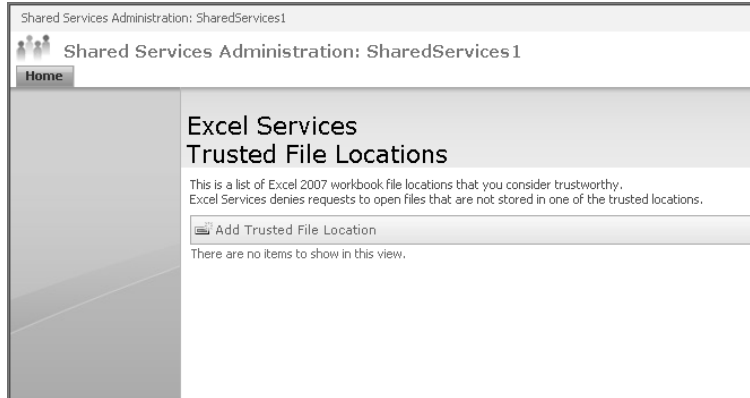 Shared Services Administration: SharedServices1
Shared Services Administration: SharedServices1
Home
Excel Services
Trusted File Locations
This is a list of Excel 2007 workbook file locations that you consider trustworthy.
Excel Services denies requests to open files that are not stored in one of the trusted locations.
Add Trusted File Location
There are no items to show in this view.